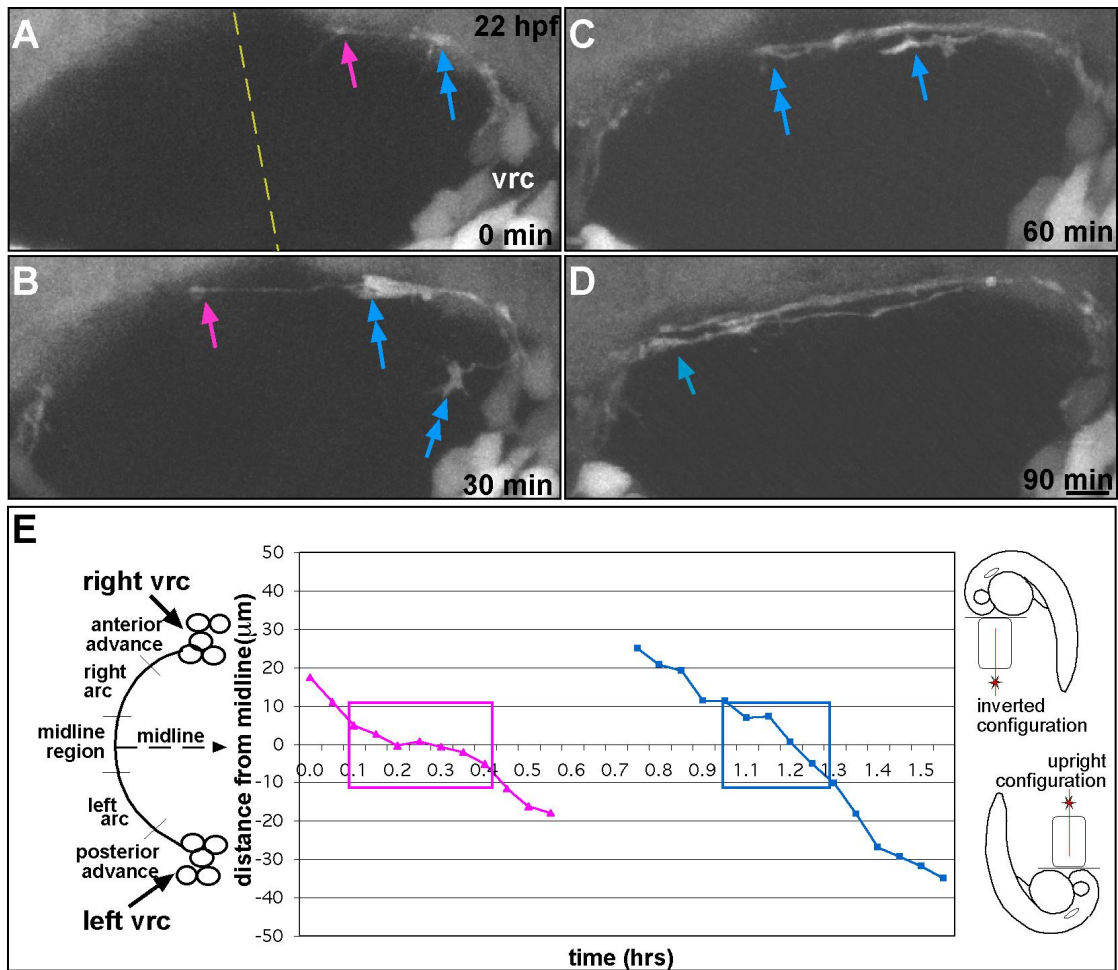 A
22 hpf
vrc
0 min
B
30 min
C
60 min
D
90 min
E
right vrc
anterior
advance
right
arc
midline
region
midline
left
arc
posterior
advance
left vrc
distance from midline(μm)
50
40
30
20
10
0
-10
-20
-30
-40
-50
0.0 0.1 0.2 0.3 0.4 0.5 0.6 0.7 0.8 0.9 1.1 1.2 1.3 1.4 1.5
time (hrs)
inverted
configuration
upright
configuration